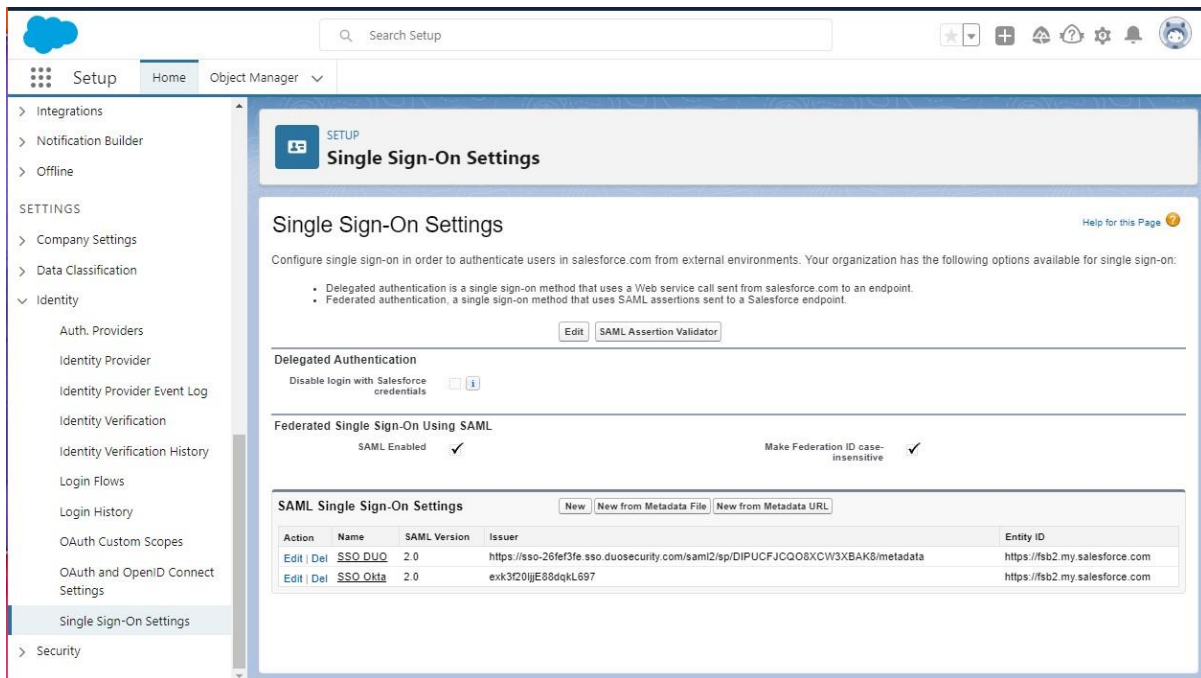 Search Setup
Setup
Home
Object Manager
Integrations
Notification Builder
Offline
SETTINGS
Company Settings
Data Classification
Identity
Auth. Providers
Identity Provider
Identity Provider Event Log
Identity Verification
Identity Verification History
Login Flows
Login History
OAuth Custom Scopes
OAuth and OpenID Connect
Settings
Single Sign-On Settings
Security
SETUP
Single Sign-On Settings
Single Sign-On Settings
Help for this Page
Configure single sign-on in order to authenticate users in salesforce.com from external environments. Your organization has the following options available for single sign-on:
• Delegated authentication is a single sign-on method that uses a Web service call sent from salesforce.com to an endpoint.
• Federated authentication, a single sign-on method that uses SAML assertions sent to a Salesforce endpoint.
Edit SAML Assertion Validator
Delegated Authentication
Disable login with Salesforce
credentials
i
Federated Single Sign-On Using SAML
SAML Enabled
Make Federation ID case-
insensitive
SAML Single Sign-On Settings New New from Metadata File New from Metadata URL
Action Name SAML Version Issuer Entity ID
Edit | Del SSO DUO 2.0 https://sso-26fef3fe.sso.duosecurity.com/saml2/sp/DIPUCFJCQO8XCW3XBAK8/metadata https://fsb2.my.salesforce.com
Edit | Del SSO Okta 2.0 https://fsb2.my.salesforce.com